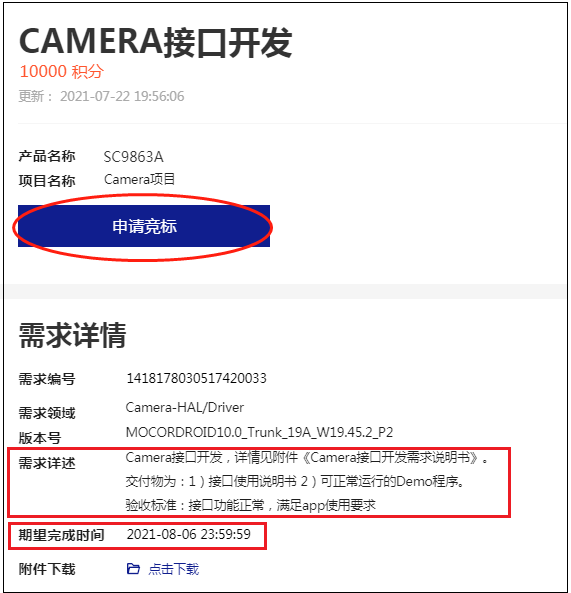 CAMERA接口开发
10000 积分
更新： 2021-07-22 19:56:06
产品名称 SC9863A
项目名称 Camera项目
申请竞标
需求详情
需求编号 1418178030517420033
需求领域 Camera-HAL/Driver
版本号 MOCORDROID10.0_Trunk_19A_W19.45.2_P2
需求详述 Camera接口开发，详情见附件《Camera接口开发需求说明书》。
交付物为：1）接口使用说明书 2）可正常运行的Demo程序。
验收标准：接口功能正常，满足app使用要求
期望完成时间 2021-08-06 23:59:59
附件下载 点击下载